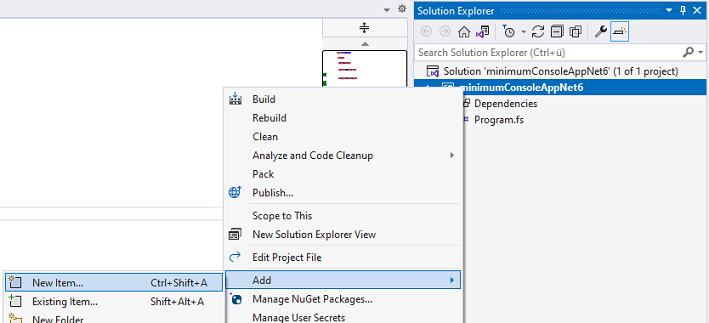 Solution Explorer
Search Solution Explorer (Ctrl+ü)
Solution 'minimumConsoleAppNet6' (1 of 1 project)
minimumConsoleAppNet6
Dependencies
Program.fs
Build
Rebuild
Clean
Analyze and Code Cleanup
Pack
Publish...
Scope to This
New Solution Explorer View
Edit Project File
Add
Manage NuGet Packages...
Manage User Secrets
New Item... Ctrl+Shift+A
Existing Item... Shift+Alt+A
New Folder